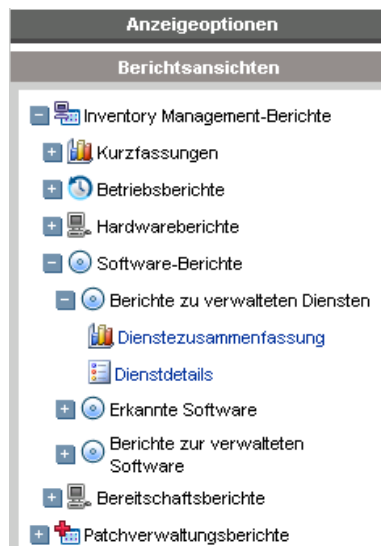 Anzeigeoptionen
Berichtsansichten
Inventory Management-Berichte
Kurzfassungen
Betriebsberichte
Hardwareberichte
Software-Berichte
Berichte zu verwalteten Diensten
Dienstezusammenfassung
Dienstdetails
Erkannte Software
Berichte zur verwalteten
Software
Bereitschaftsberichte
Patchverwaltungsberichte